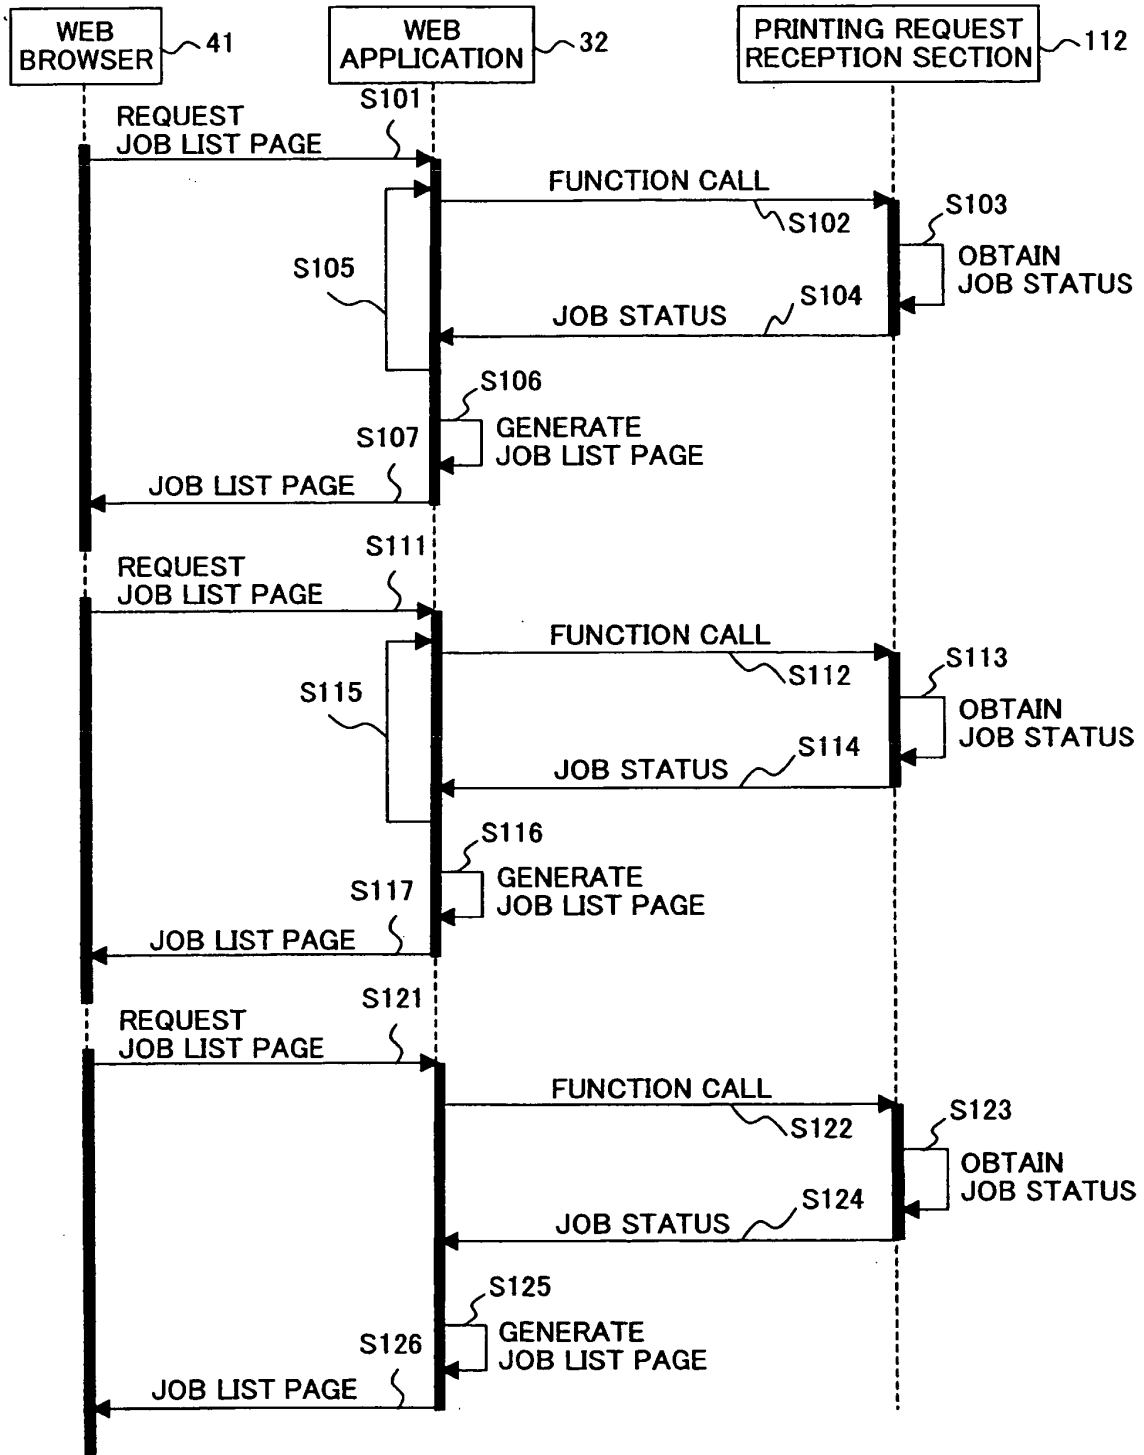 WEB
BROWSER
41
WEB
APPLICATION
32
PRINTING REQUEST
RECEPTION SECTION
112
S101
REQUEST
JOB LIST PAGE
FUNCTION CALL
S102
S103
OBTAIN
JOB STATUS
S105
S104
JOB STATUS
S106
GENERATE
JOB LIST PAGE
S107
JOB LIST PAGE
S111
REQUEST
JOB LIST PAGE
FUNCTION CALL
S112
S113
OBTAIN
JOB STATUS
S115
S114
JOB STATUS
S116
GENERATE
JOB LIST PAGE
S117
JOB LIST PAGE
S121
REQUEST
JOB LIST PAGE
FUNCTION CALL
S122
S123
OBTAIN
JOB STATUS
S124
JOB STATUS
S125
GENERATE
JOB LIST PAGE
S126
JOB LIST PAGE